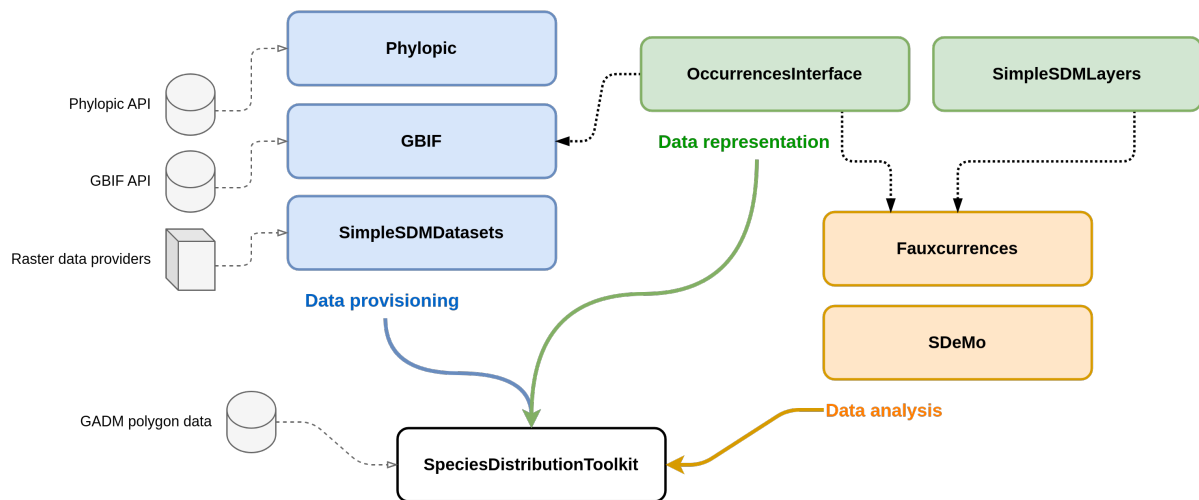 Phylopic
OccurrencesInterface
SimpleSDMLayers
Phylopic API
GBIF
Data representation
GBIF API
SimpleSDMDatasets
Fauxcurrences
Raster data providers
Data provisioning
SDeMo
Data analysis
GADM polygon data
SpeciesDistributionToolkit